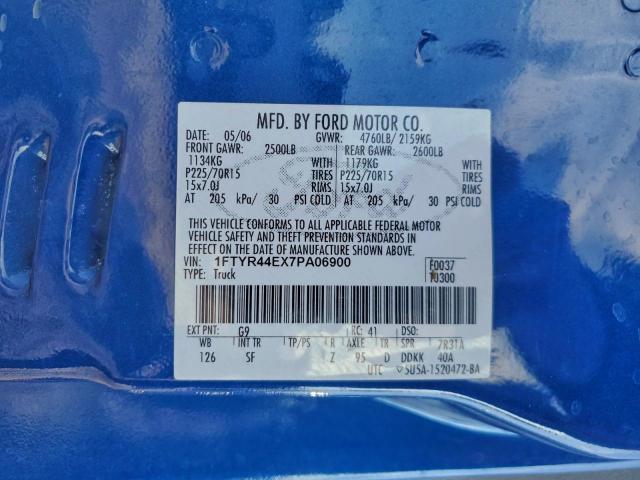 MFD. BY FORD MOTOR CO.
DATE: 05/06 GVWR: 4760LB/ 2159KG
FRONT GAWR: 2500LB REAR GAWR: 2600LB
1134KG WITH 1179KG WITH
P225/70R15 TIRES P225/70R15 TIRES
15x7.0J RIMS 15x7.0J RIMS
AT 205 kPa/ 30 PSI COLD AT 205 kPa/ 30 PSI COLD
THIS VEHICLE CONFORMS TO ALL APPLICABLE FEDERAL MOTOR
VEHICLE SAFETY AND THEFT PREVENTION STANDARDS IN
EFFECT ON THE DATE OF MANUFACTURE SHOWN ABOVE.
VIN: 1FTYR44EX7PA06900 F0037
TYPE: Truck T0300
EXT PNT: G9 RC: 41 DSO:
WB INT TR TP/PS R AXLE TR SPR 7R31A
126 SF Z 95 D DDKK 40A
UTC 5U5A-1520472-BA